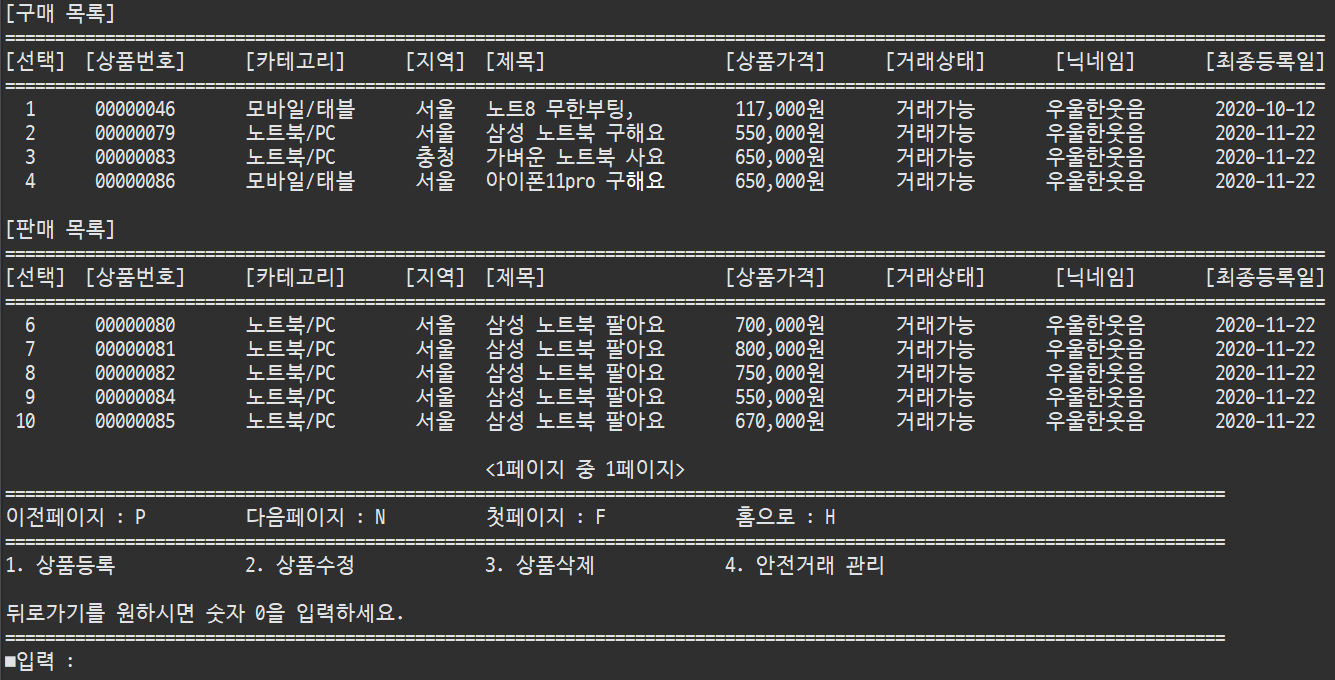 [구매 목록]
====================================================================================================================================
[선택] [상품번호] [카테고리] [지역] [제목] [상품가격] [거래상태] [닉네임] [최종등록일]
====================================================================================================================================
1 00000046 모바일/태블 서울 노트8 무한부팅, 117,000원 거래가능 우울한웃음 2020-10-12
2 00000079 노트북/PC 서울 삼성 노트북 구해요 550,000원 거래가능 우울한웃음 2020-11-22
3 00000083 노트북/PC 충청 가벼운 노트북 사요 650,000원 거래가능 우울한웃음 2020-11-22
4 00000086 모바일/태블 서울 아이폰11pro 구해요 650,000원 거래가능 우울한웃음 2020-11-22
[판매 목록]
====================================================================================================================================
[선택] [상품번호] [카테고리] [지역] [제목] [상품가격] [거래상태] [닉네임] [최종등록일]
====================================================================================================================================
6 00000080 노트북/PC 서울 삼성 노트북 팔아요 700,000원 거래가능 우울한웃음 2020-11-22
7 00000081 노트북/PC 서울 삼성 노트북 팔아요 800,000원 거래가능 우울한웃음 2020-11-22
8 00000082 노트북/PC 서울 삼성 노트북 팔아요 750,000원 거래가능 우울한웃음 2020-11-22
9 00000084 노트북/PC 서울 삼성 노트북 팔아요 550,000원 거래가능 우울한웃음 2020-11-22
10 00000085 노트북/PC 서울 삼성 노트북 팔아요 670,000원 거래가능 우울한웃음 2020-11-22
<1페이지 중 1페이지>
==========================================================================================================================
이전페이지 : P 다음페이지 : N 첫페이지 : F 홈으로 : H
==========================================================================================================================
1. 상품등록 2. 상품수정 3. 상품삭제 4. 안전거래 관리
뒤로가기를 원하시면 숫자 0을 입력하세요.
==========================================================================================================================
■입력 :